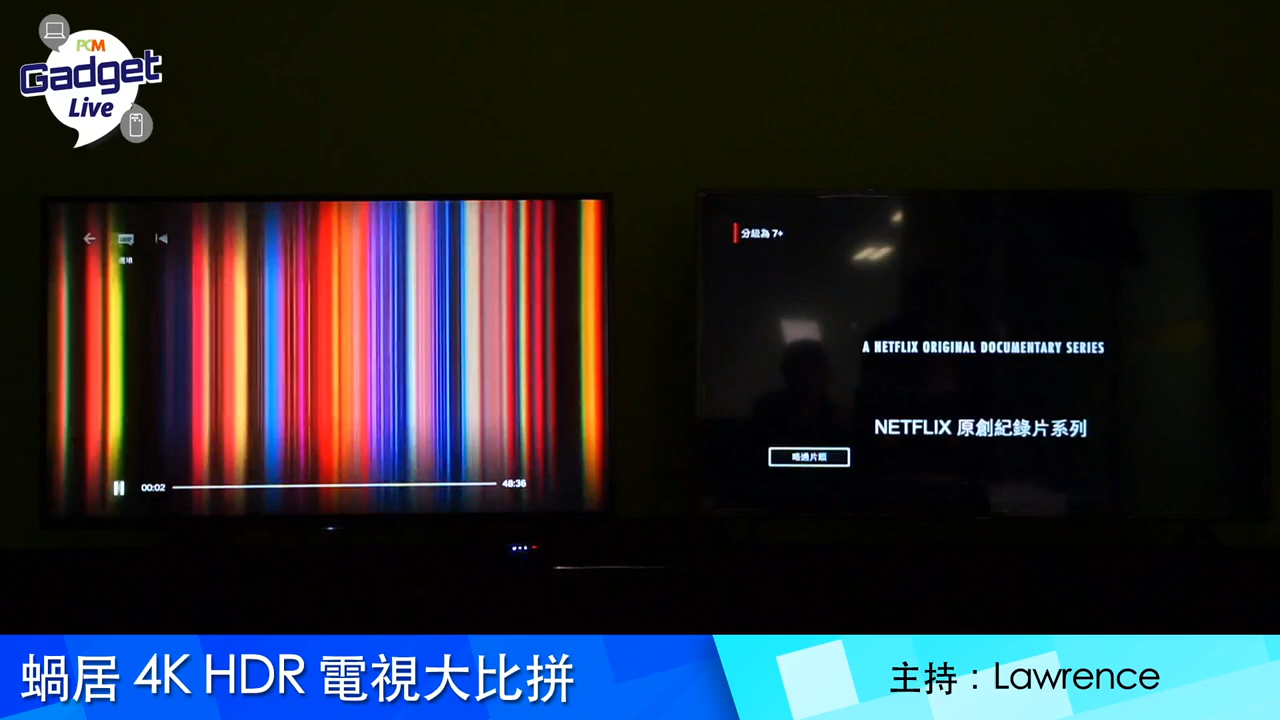 PCM
Gadget
Live
選項
00:02
48:36
分級為 7+
A NETFLIX ORIGINAL DOCUMENTARY SERIES
NETFLIX 原創紀錄片系列
略過片頭
蝸居 4K HDR 電視大比拼
主持：Lawrence